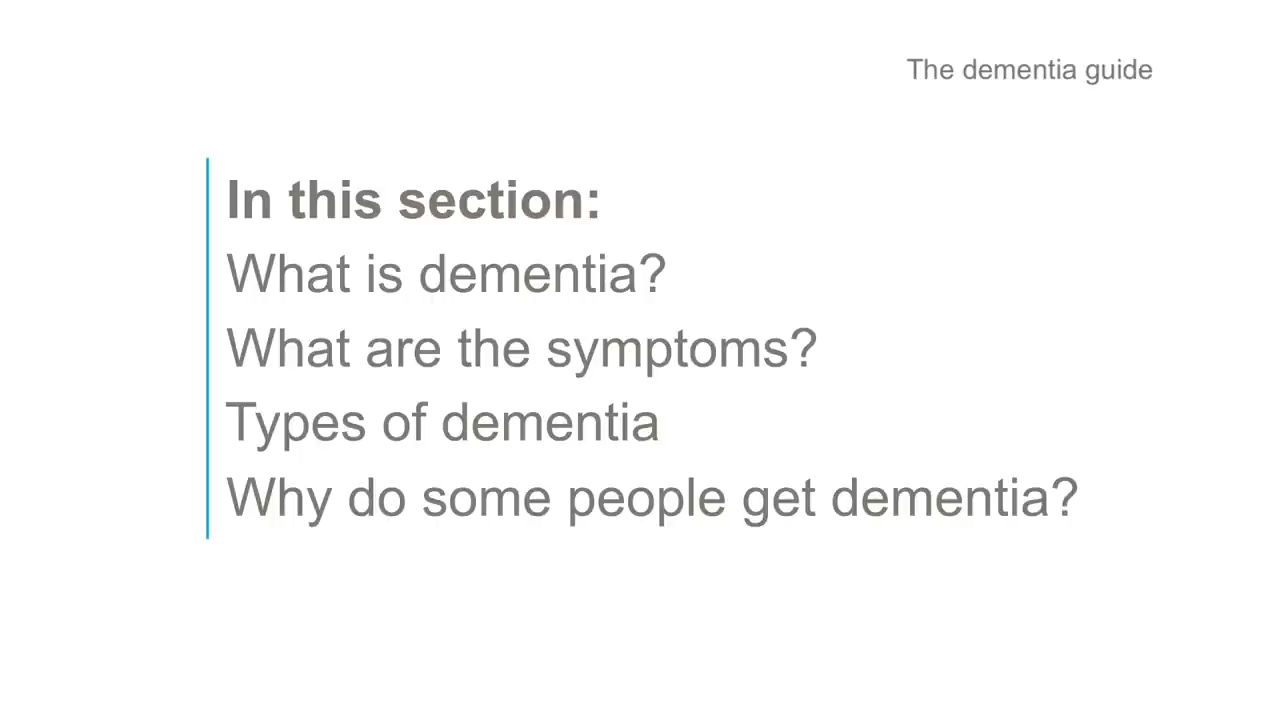 The dementia guide
In this section:
What is dementia?
What are the symptoms?
Types of dementia
Why do some people get dementia?